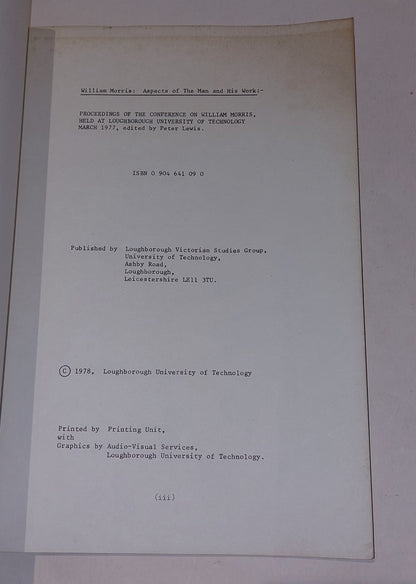 William Morris: Aspects of The Man and His Work:-
PROCEEDINGS OF THE CONFERENCE ON WILLIAM MORRIS,
HELD AT LOUGHBOROUGH UNIVERSITY OF TECHNOLOGY
MARCH 1977, edited by Peter Lewis.
ISBN 0 904 641 09 0
Published by Loughborough Victorian Studies Group,
University of Technology,
Ashby Road,
Loughborough,
Leicestershire LE11 3TU.
© 1978, Loughborough University of Technology
Printed by Printing Unit,
with
Graphics by Audio-Visual Services,
Loughborough University of Technology.
(iii)